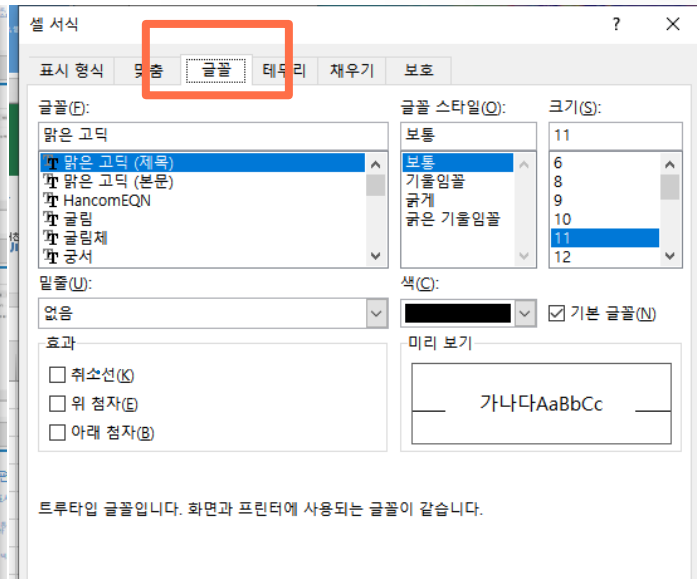 셀 서식
표시 형식 맞춤 글꼴 테두리 채우기 보호
글꼴(F): 글꼴 스타일(O): 크기(S):
맑은 고딕 보통 11
맑은 고딕 (제목) 보통 6
맑은 고딕 (본문) 기울임꼴 8
HancomEQN 굵게 9
굴림 굵은 기울임꼴 10
굴림체 11
궁서 12
밑줄(U): 색(C):
없음 기본 글꼴(N)
효과 미리 보기
취소선(K)
위 첨자(E) 가나다AaBbCc
아래 첨자(B)
트루타입 글꼴입니다. 화면과 프린터에 사용되는 글꼴이 같습니다.